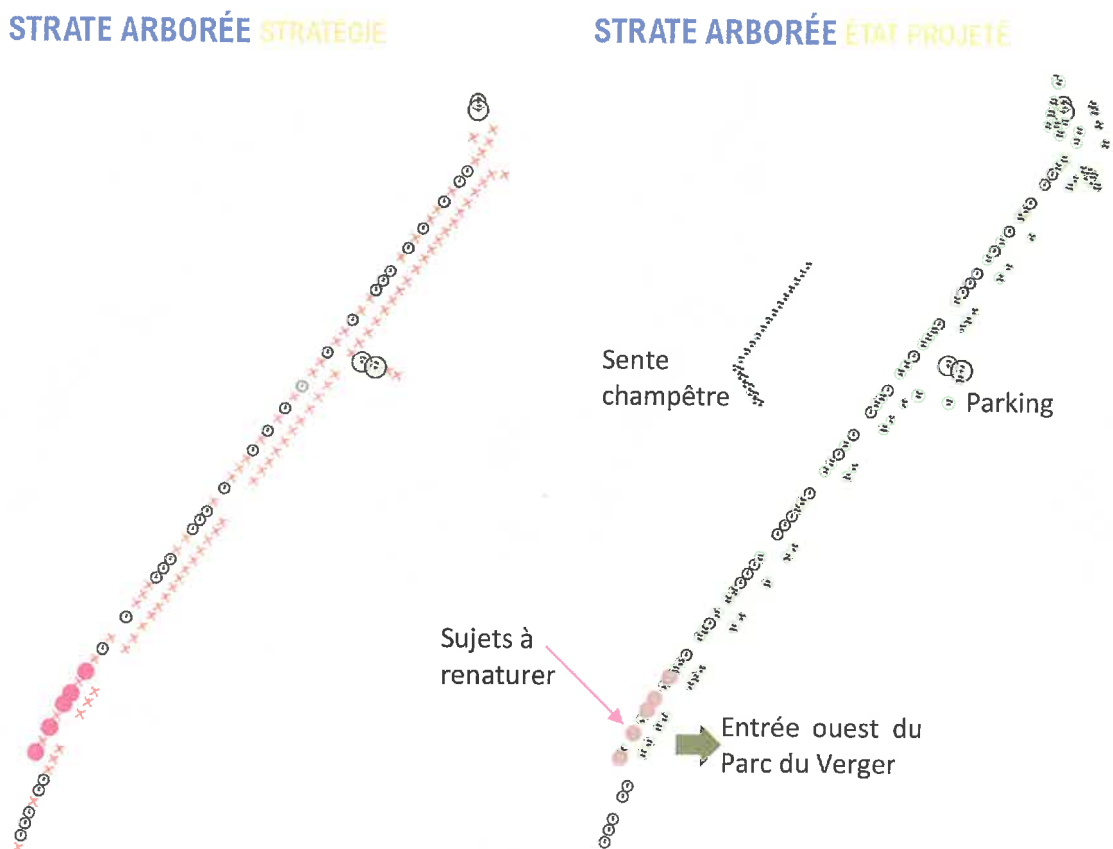 STRATE ARBORÉE STRATÉGIE
STRATE ARBORÉE ÉTAT PROJETÉ
Sente
champêtre
Parking
Sujets à
renaturer
Entrée ouest du
Parc du Verger